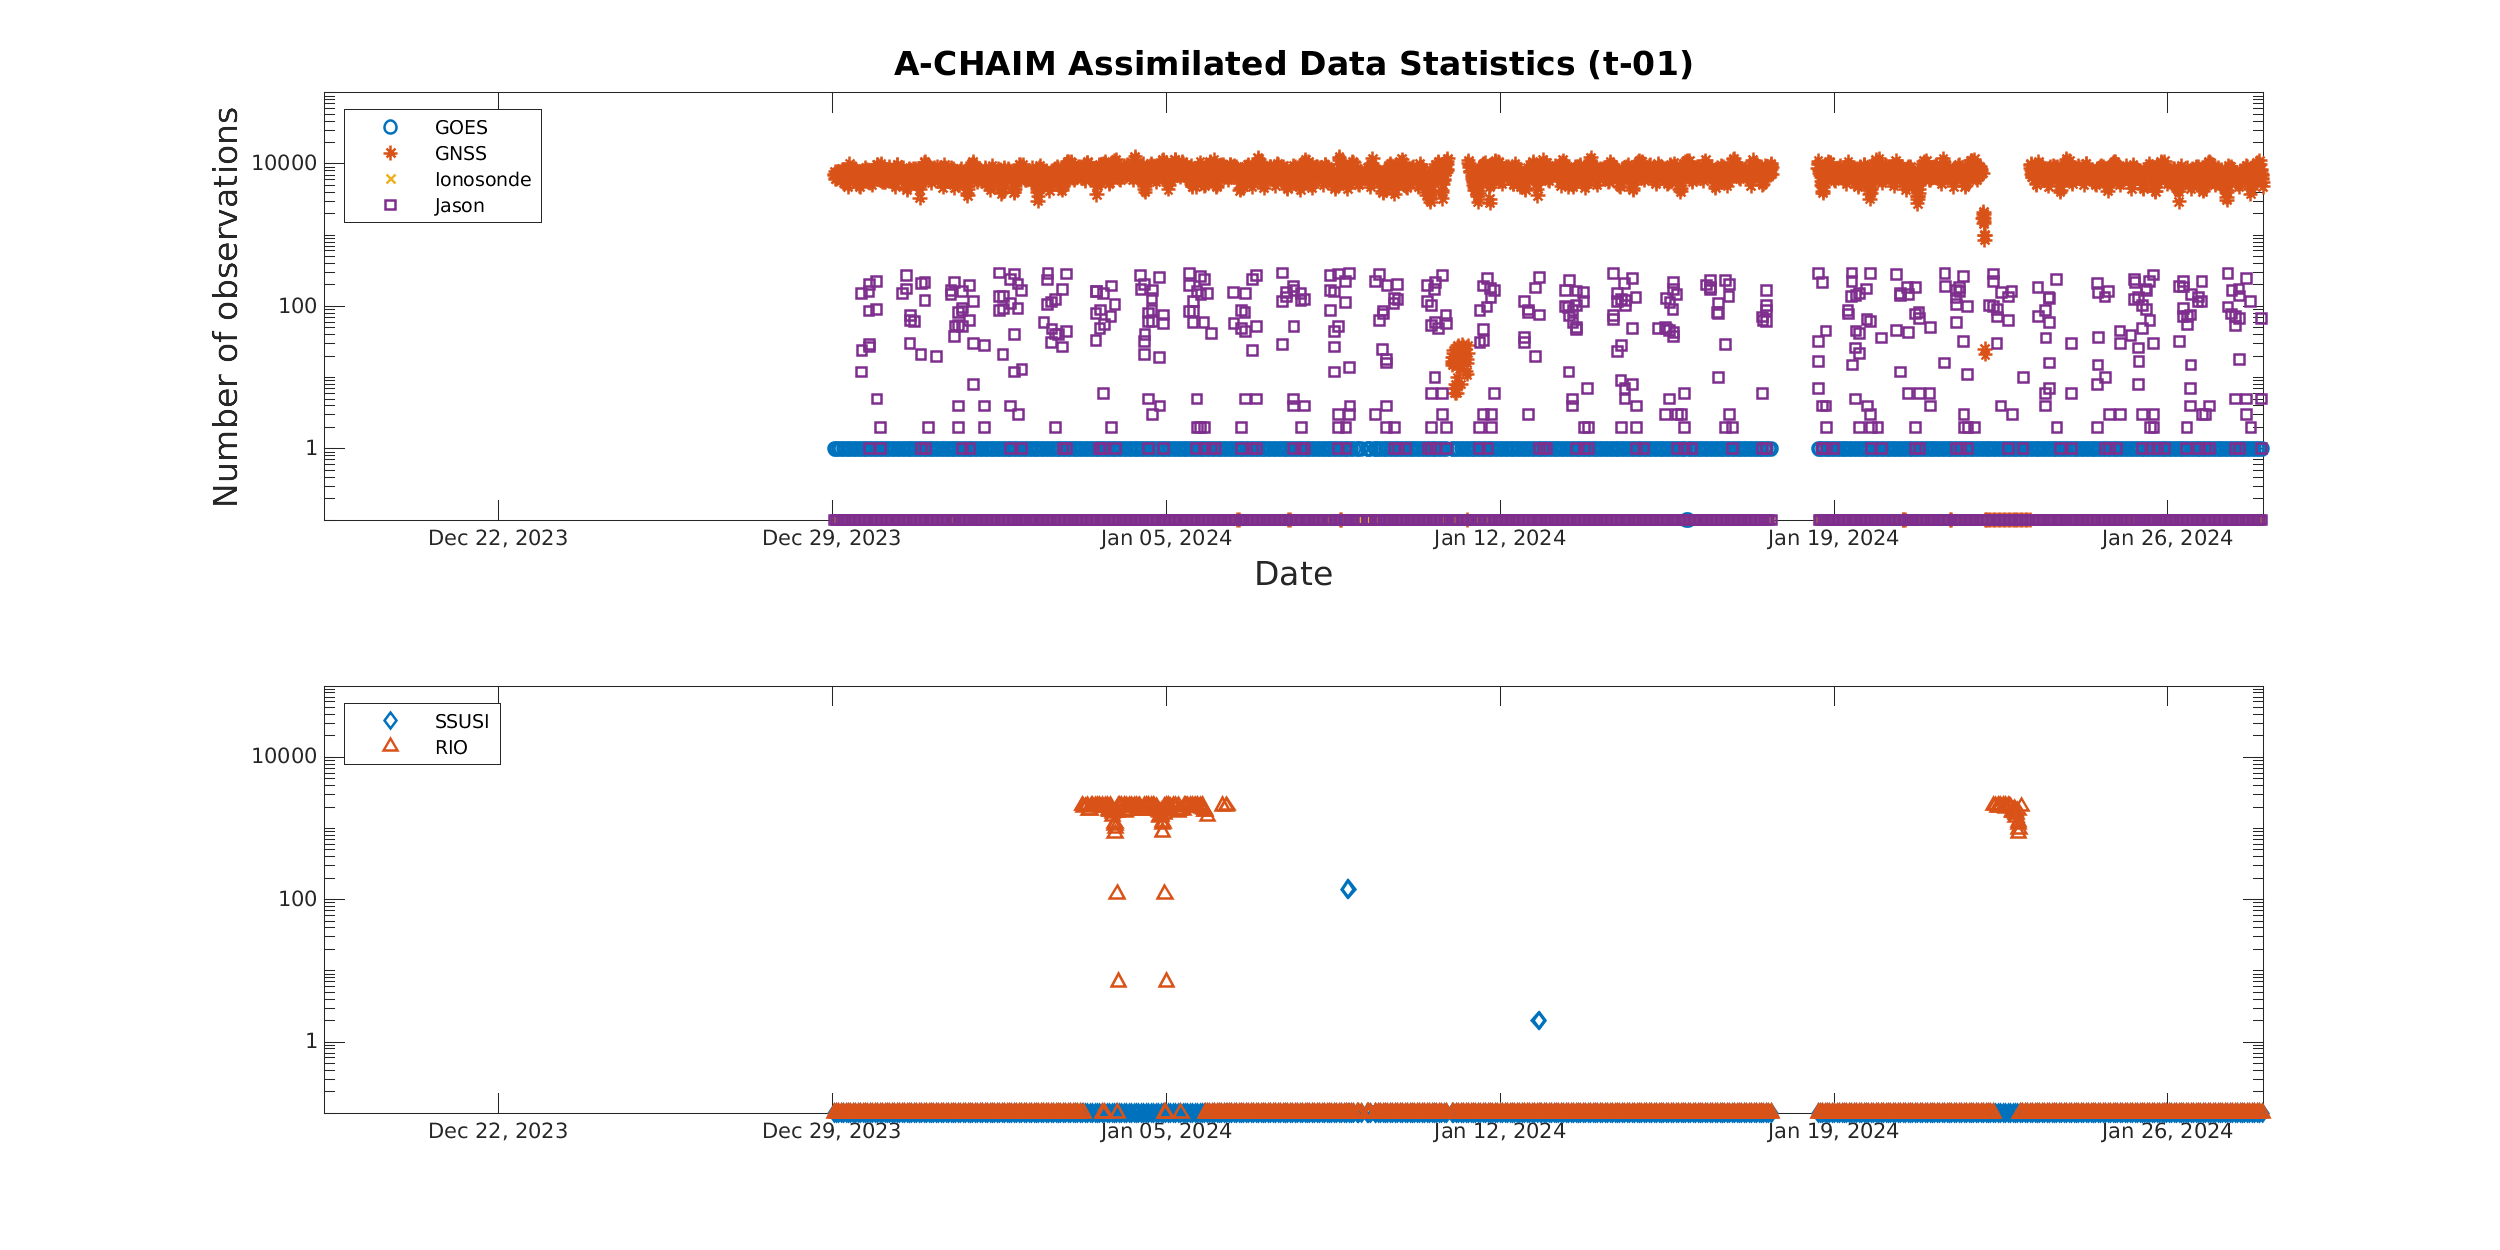 A-CHAIM Assimilated Data Statistics (t-01)
Number of observations
10000
100
1
GOES
GNSS
Ionosonde
Jason
Dec 22, 2023
Dec 29, 2023
Jan 05, 2024
Jan 12, 2024
Jan 19, 2024
Jan 26, 2024
Date
10000
100
1
SSUSI
RIO
Dec 22, 2023
Dec 29, 2023
Jan 05, 2024
Jan 12, 2024
Jan 19, 2024
Jan 26, 2024